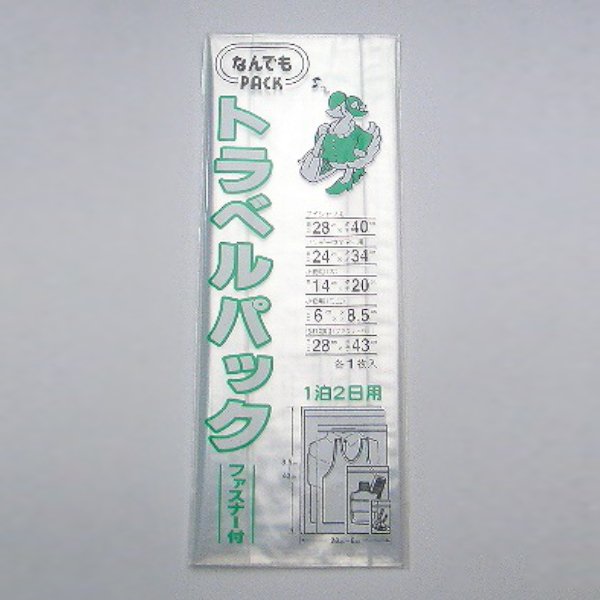 なんでも
PACK
トラベルパック
ファスナー付
28 × 40
24 × 34
14 × 20
6 × 8.5
28 × 43
各1枚入
1泊2日用